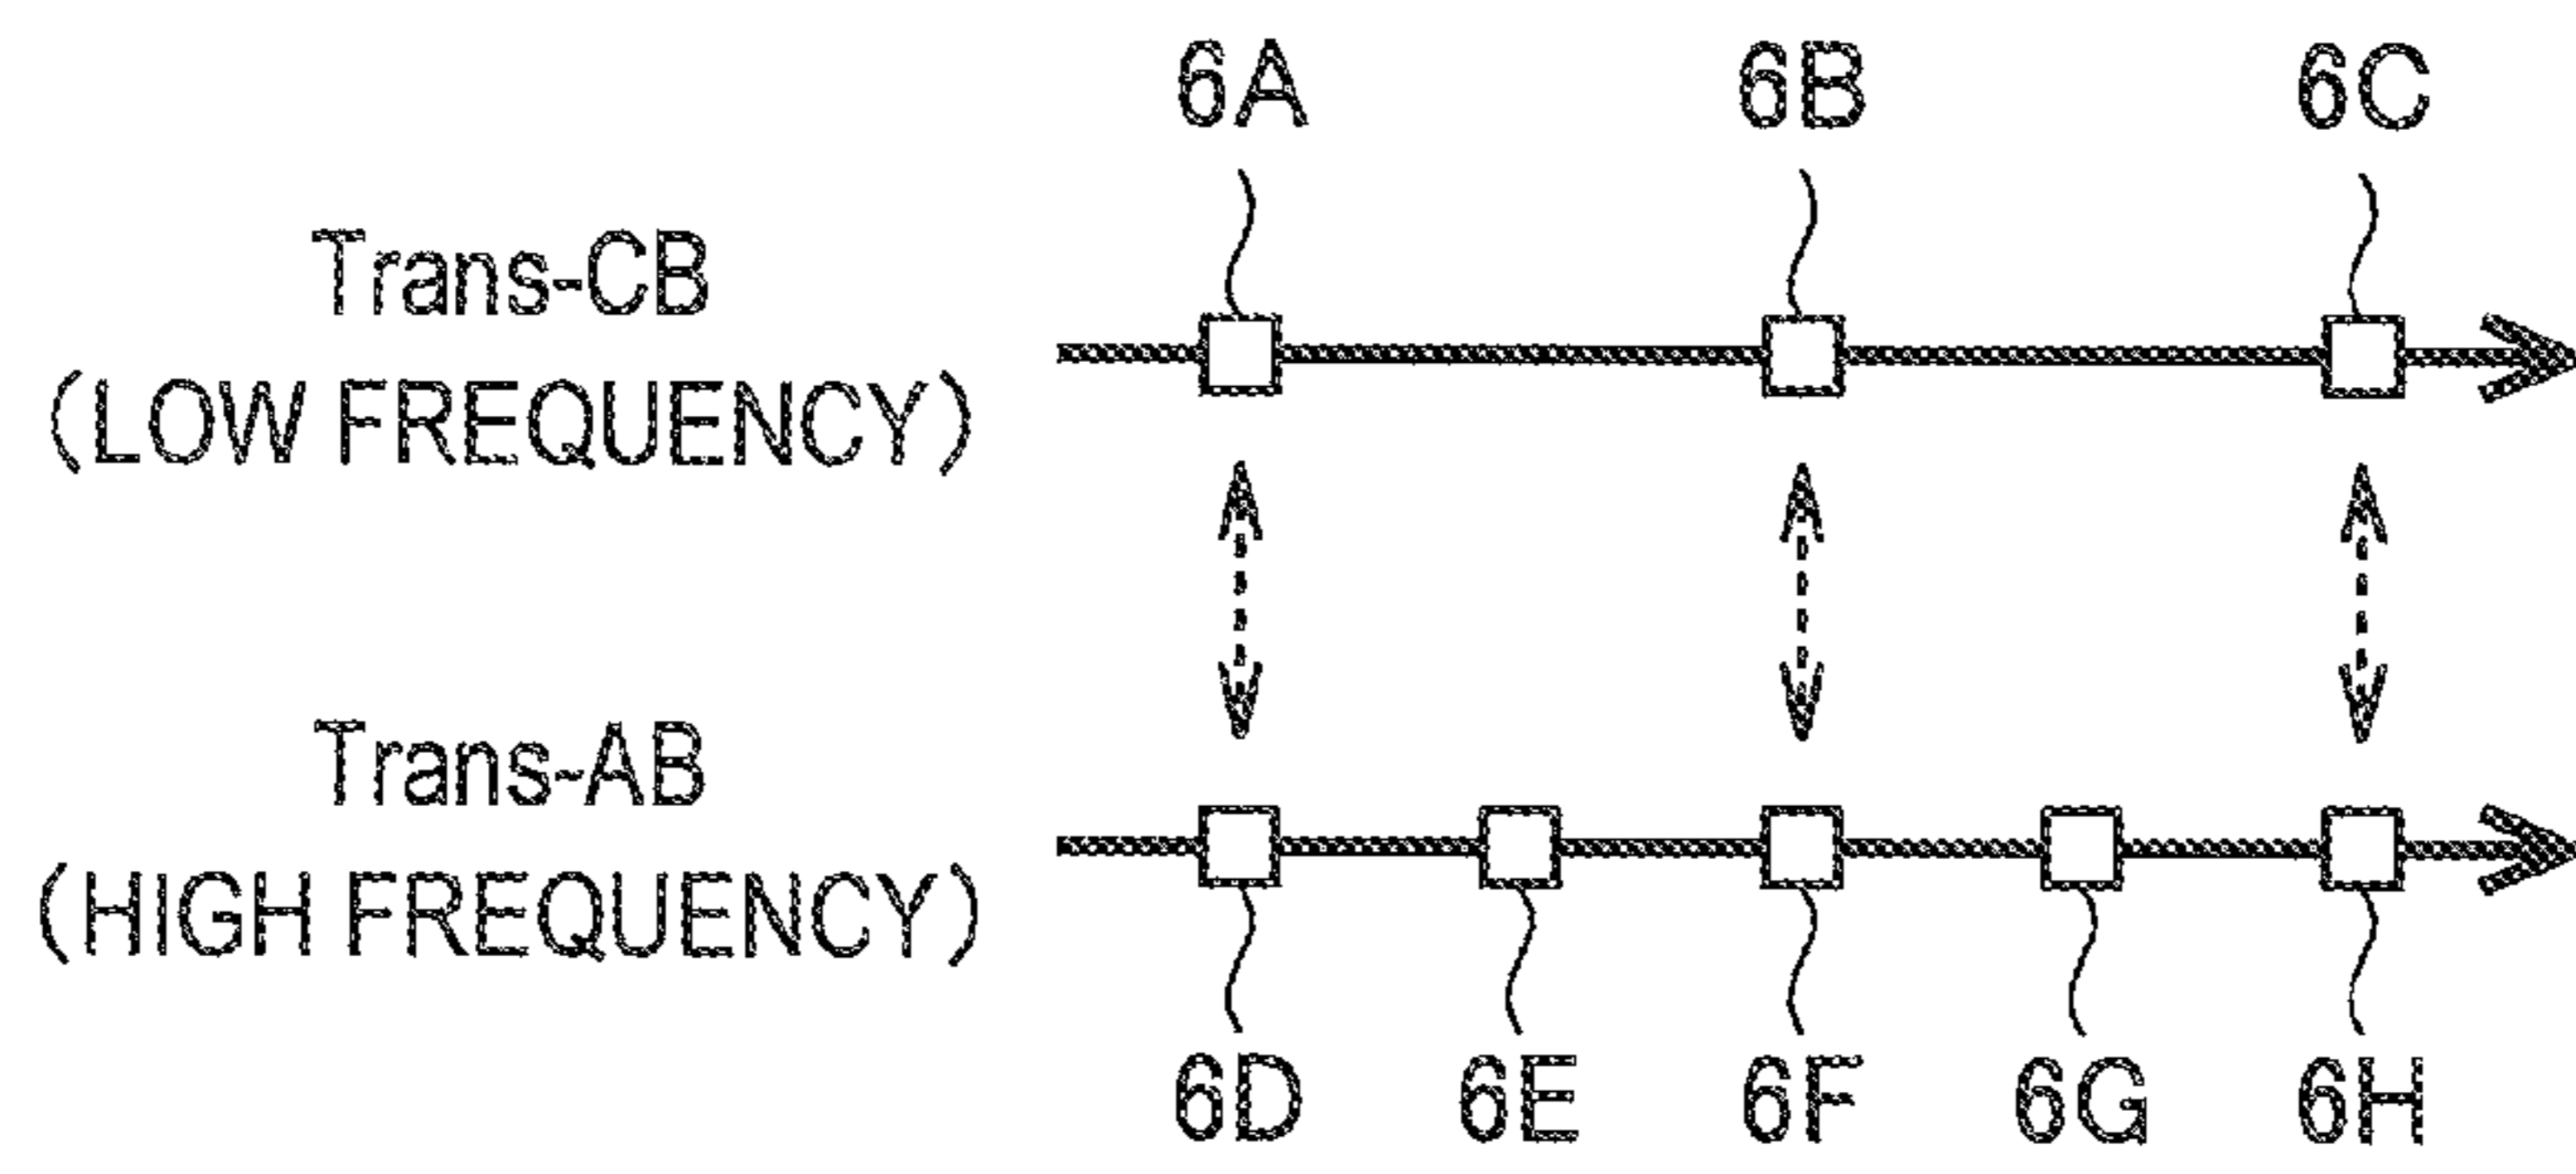 6A 6B 6C
Trans-CB
(LOW FREQUENCY)
Trans-AB
(HIGH FREQUENCY)
6D 6E 6F 6G 6H